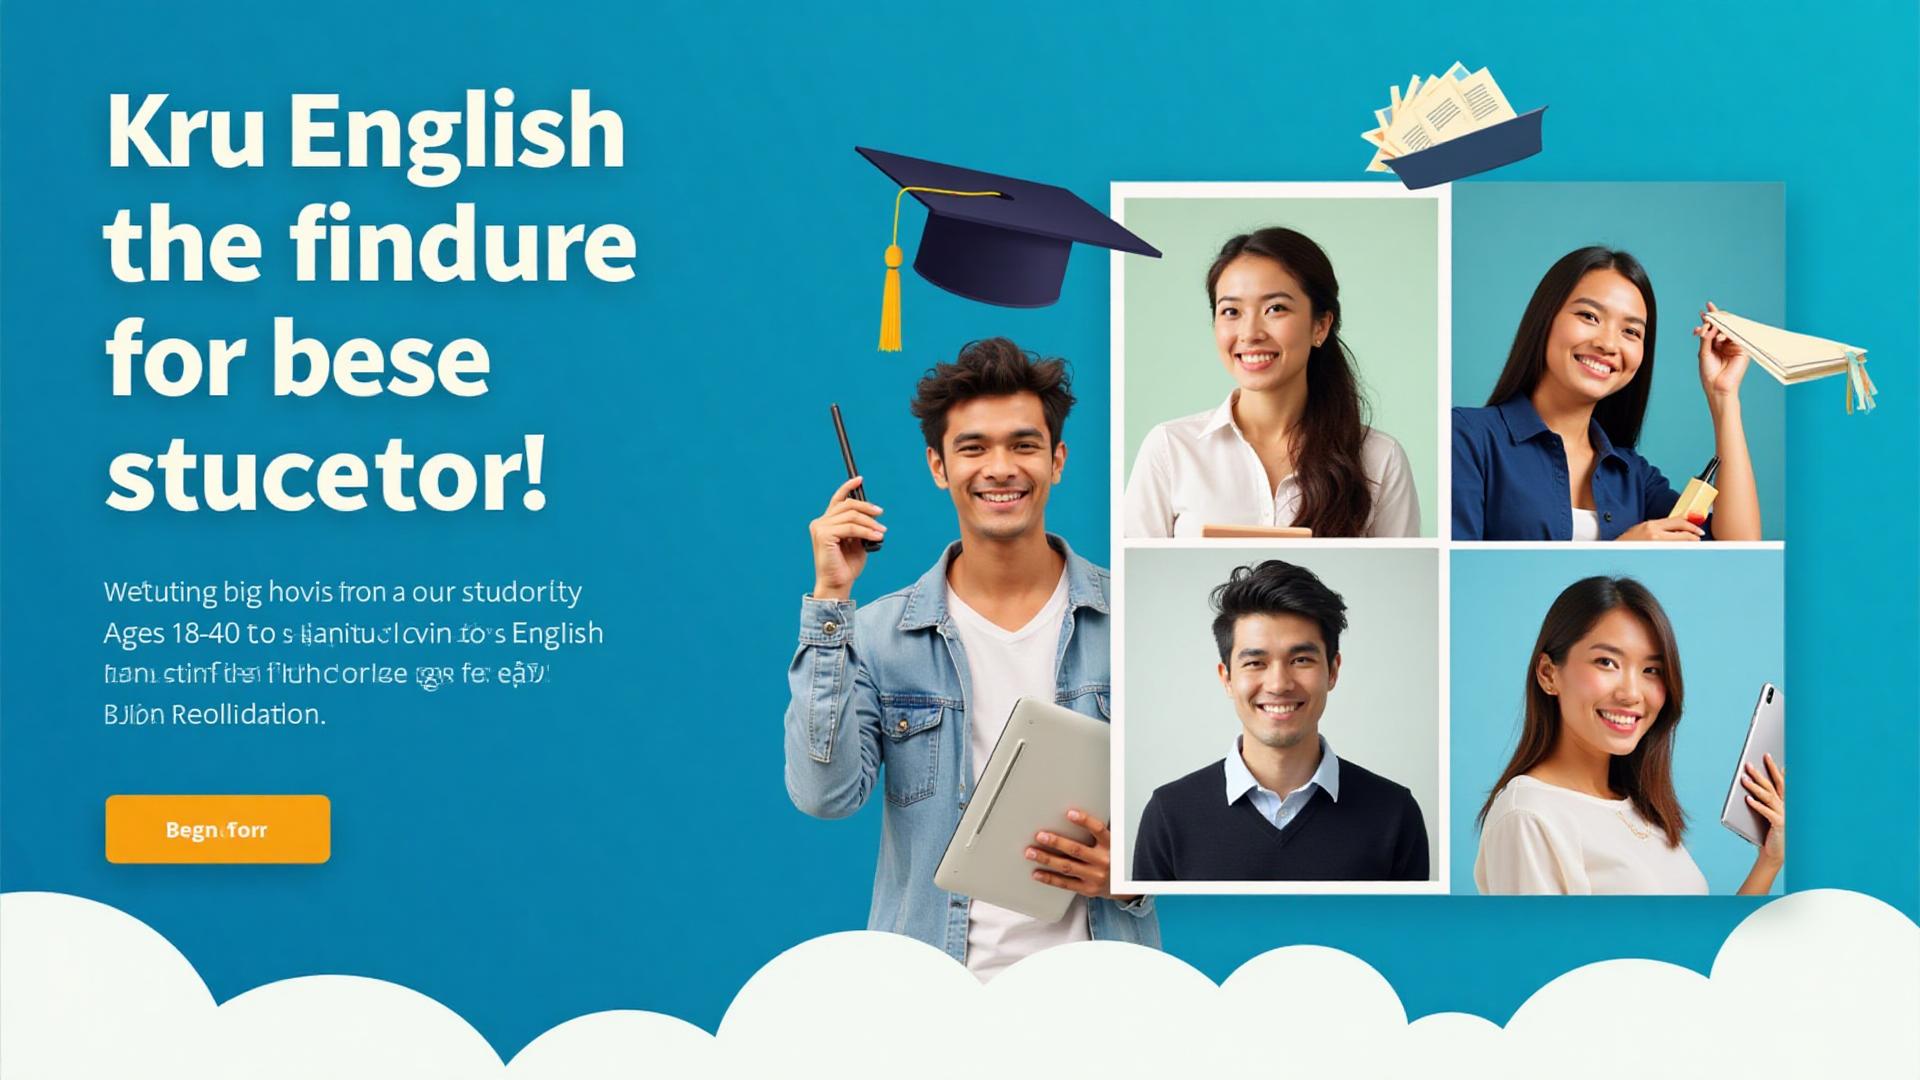 Kru English
the findure
for bese
stucetor!
Wetuting big hovis fron a our studority
Ages 18-40 to s English
Reollidation.
Begn forr